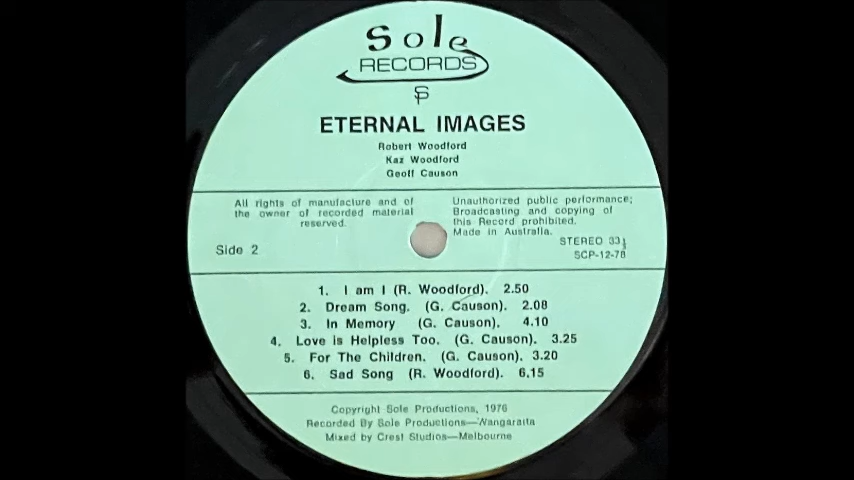 Sole
RECORDS
SP
ETERNAL IMAGES
Robert Woodford
Kaz Woodford
Geoff Causon
All rights of manufacture and of
the owner of recorded material
reserved.
Unauthorized public performance;
Broadcasting and copying of
this Record prohibited.
Made in Australia.
Side 2
STEREO 33⅓
SCP-12-78
1. I am I (R. Woodford). 2.50
2. Dream Song. (G. Causon). 2.08
3. In Memory (G. Causon). 4.10
4. Love is Helpless Too. (G. Causon). 3.25
5. For The Children. (G. Causon). 3.20
6. Sad Song (R. Woodford). 6.15
Copyright Sole Productions, 1976
Recorded By Sole Productions—Wangaratta
Mixed by Crest Studios—Melbourne